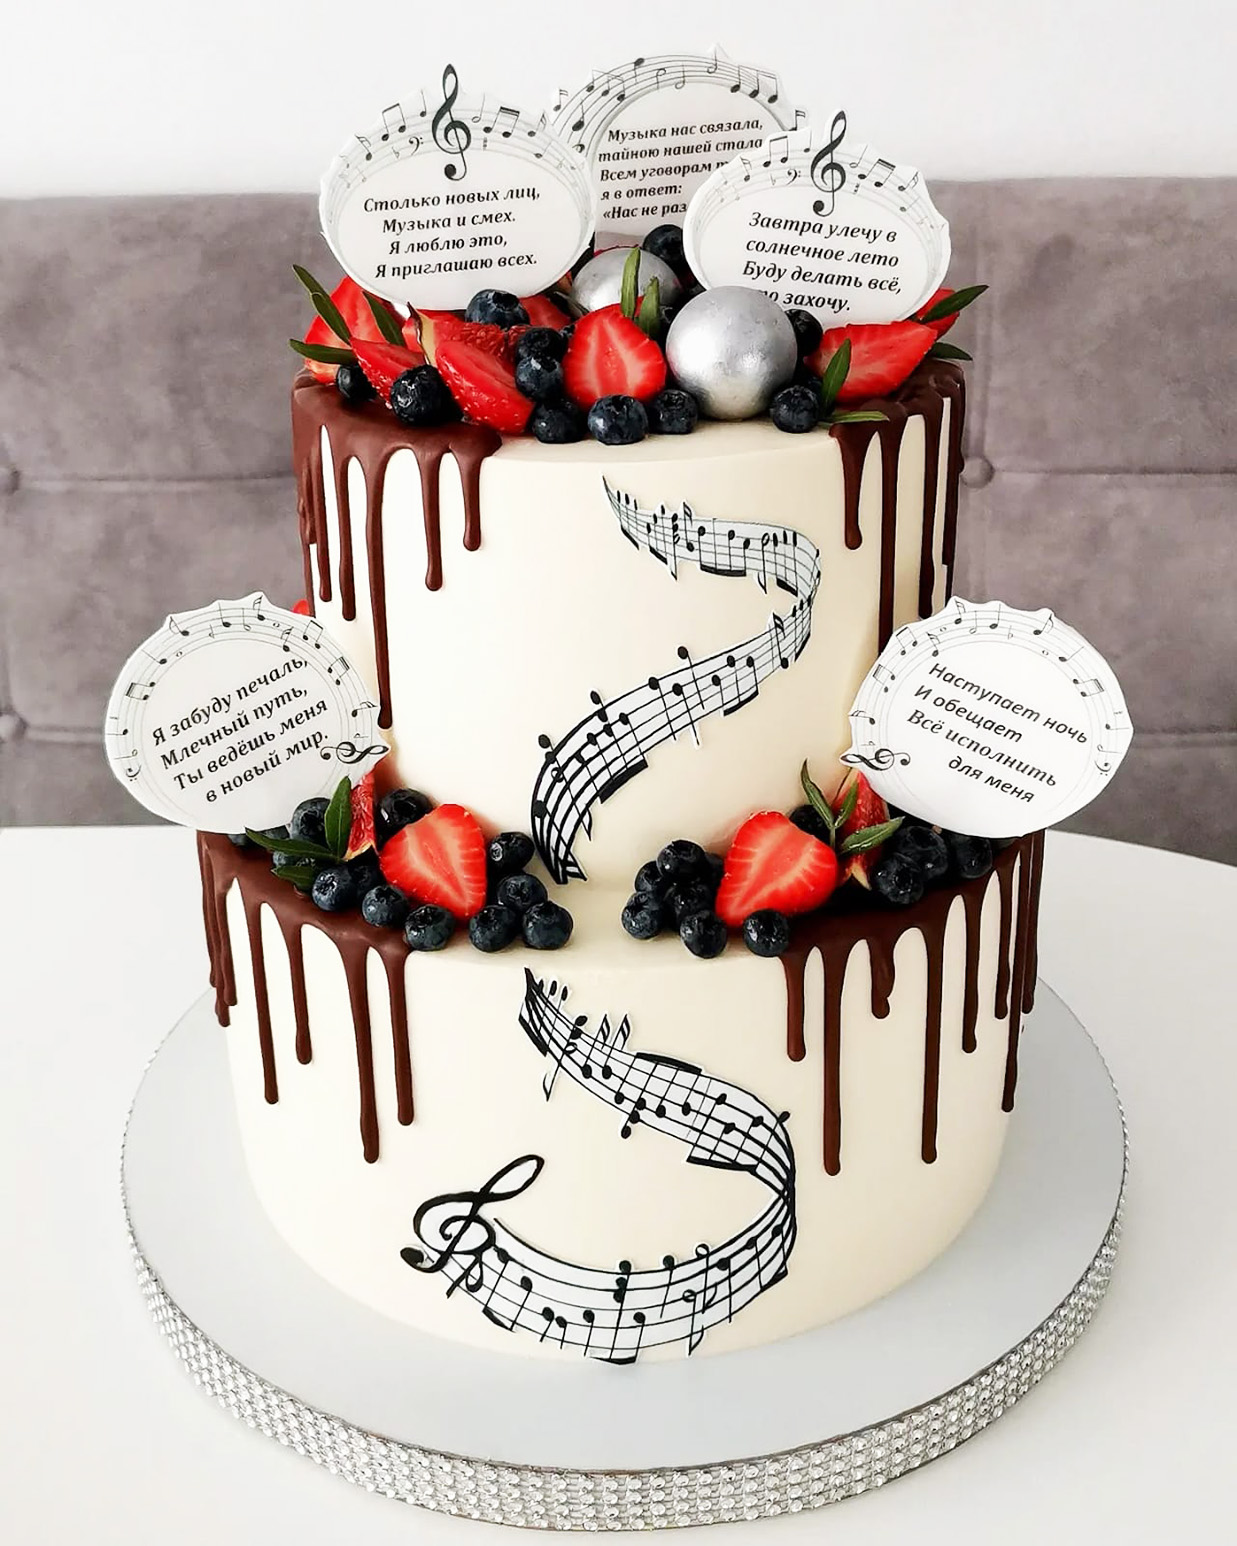 Столько новых лиц,
Музыка и смех.
Я люблю это,
Я приглашаю всех.
Музыка нас связала,
тайною нашей стала
Всем уговорам
я в ответ:
«Нас не раз
Завтра улечу в
солнечное лето
Буду делать всё,
захочу.
Я забуду печаль,
Млечный путь,
Ты ведёшь меня
в новый мир.
Наступает ночь
И обещает
Всё исполнить
для меня